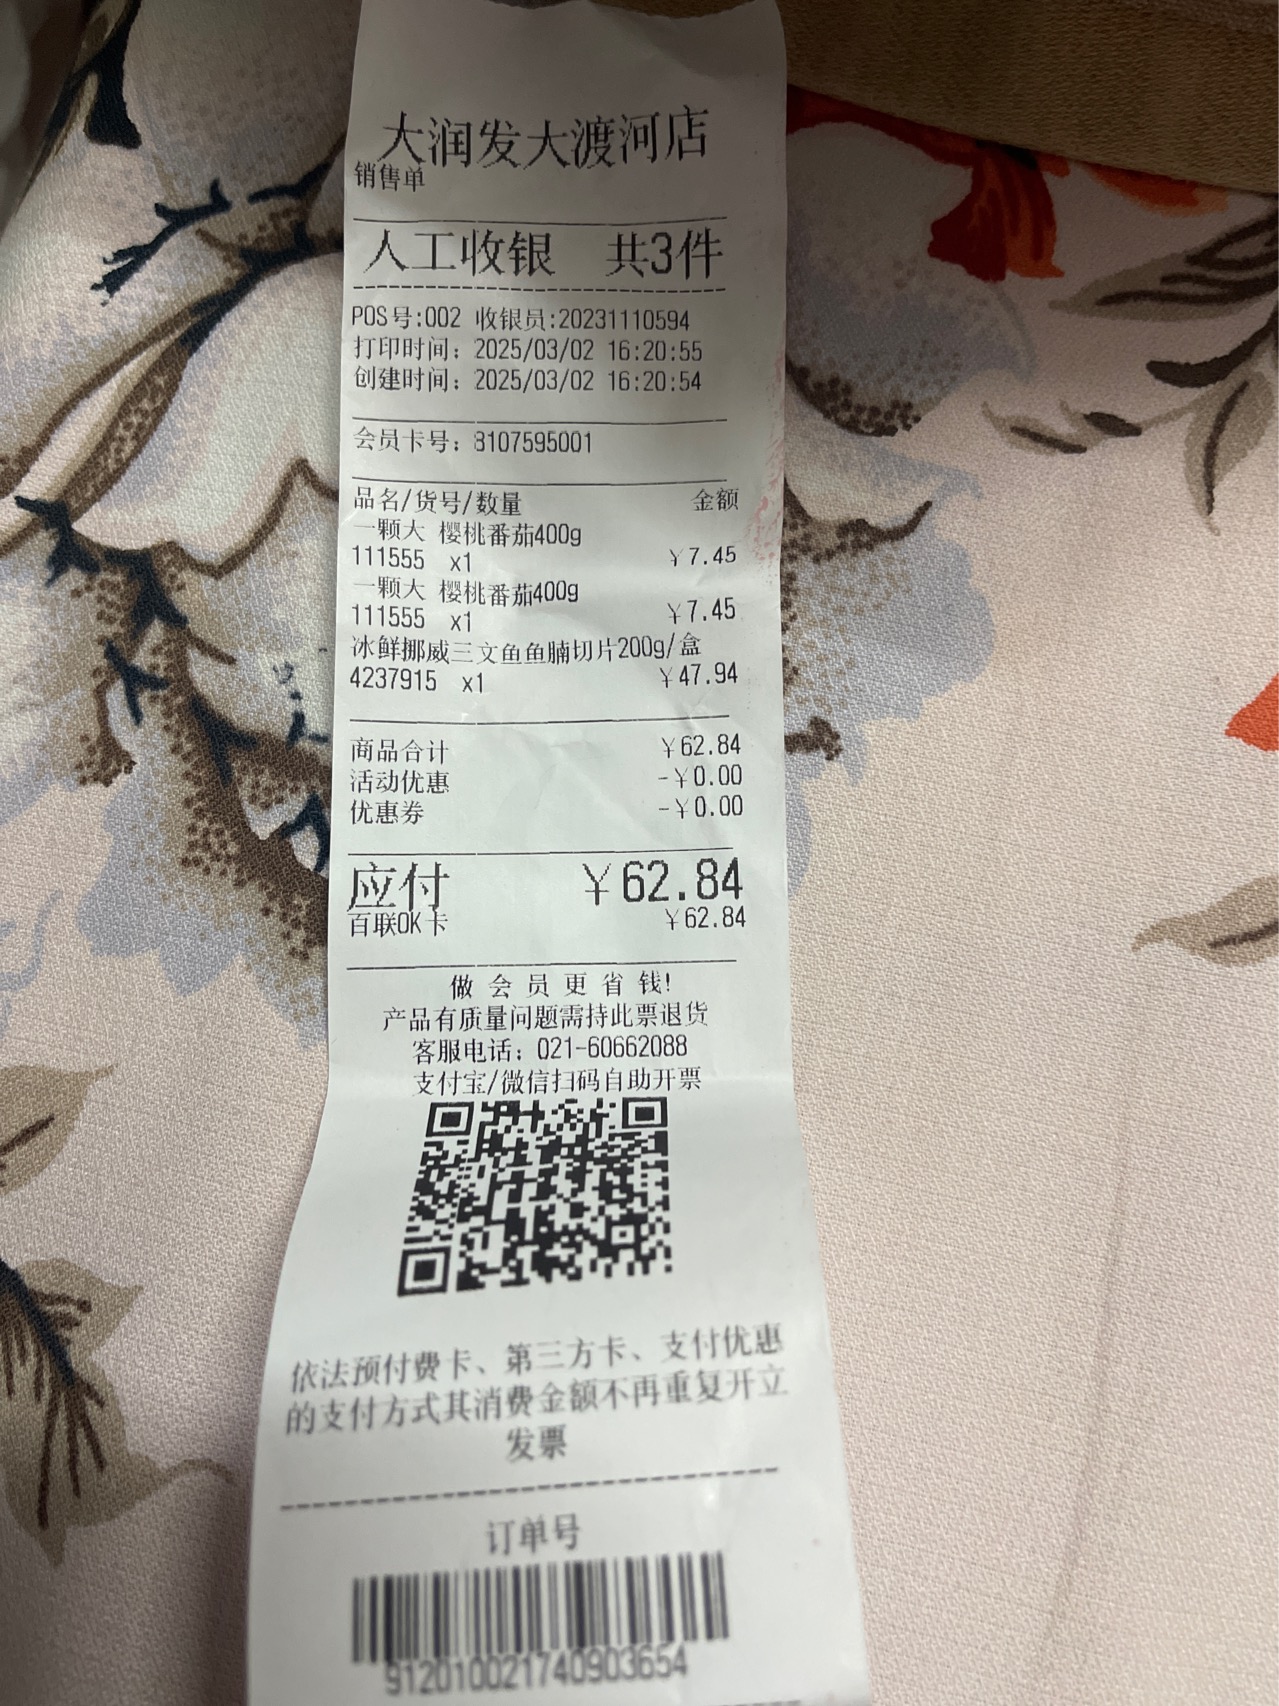 大润发大渡河店
销售单
人工收银 共3件
POS号:002 收银员:20231110594
打印时间: 2025/03/02 16:20:55
创建时间: 2025/03/02 16:20:54
会员卡号: 3107595001
品名/货号/数量 金额
一颗大 樱桃番茄400g
111555 x1 ¥7.45
一颗大 樱桃番茄400g
111555 x1 ¥7.45
冰鲜挪威三文鱼鱼腩切片200g/盒
4237915 x1 ¥47.94
商品合计 ¥62.84
活动优惠 -¥0.00
优惠券 -¥0.00
应付 ¥62.84
百联OK卡 ¥62.84
做会员更省钱!
产品有质量问题需持此票退货
客服电话: 021-60662088
支付宝/微信扫码自助开票
依法预付费卡、第三方卡、支付优惠
的支付方式其消费金额不再重复开立
发票
订单号
912010021740903654